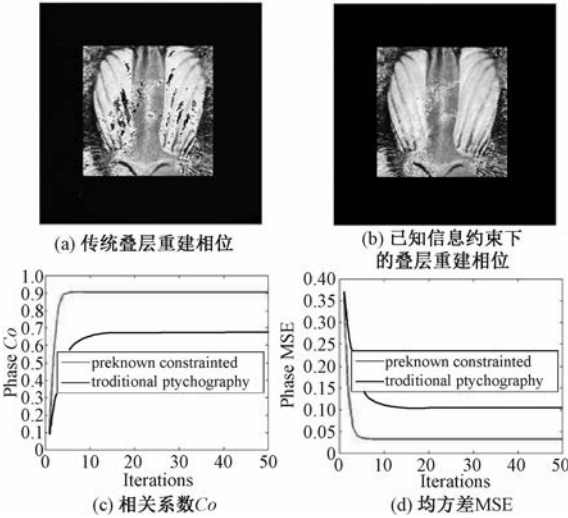 (a) 传统叠层重建相位
(b) 已知信息约束下
的叠层重建相位
Phase Co
1.0
0.9
0.8
0.7
0.6
0.5
0.4
0.3
0.2
0.1
0
preknown constrainted
troditional ptychography
0 10 20 30 40 50
Iterations
(c) 相关系数Co
Phase MSE
0.40
0.35
0.30
0.25
0.20
0.15
0.10
0.05
0
preknown constrainted
troditional ptychography
0 10 20 30 40 50
Iterations
(d) 均方差MSE